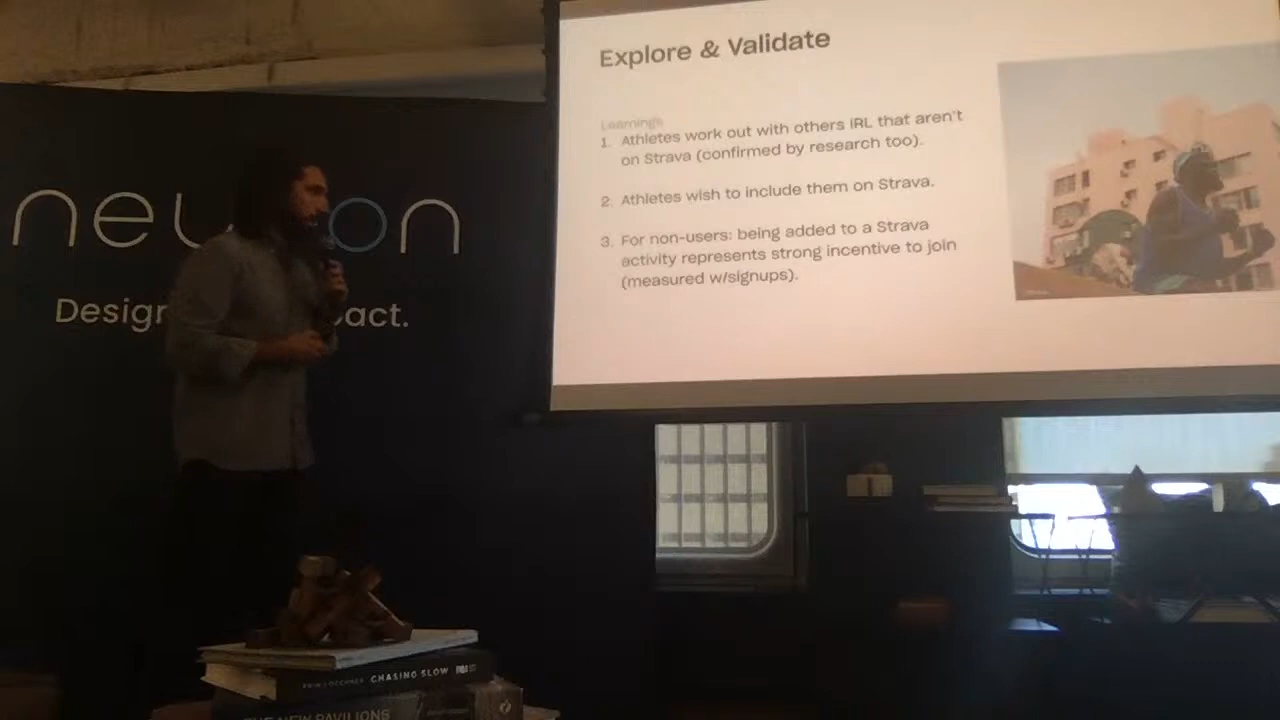 Explore & Validate
Learnings
1. Athletes work out with others IRL that aren't
on Strava (confirmed by research too).
2. Athletes wish to include them on Strava.
3. For non-users: being added to a Strava
activity represents strong incentive to join
(measured w/signups).
neu on
Design act.
CHASING SLOW
THE NEW PAVILIONS